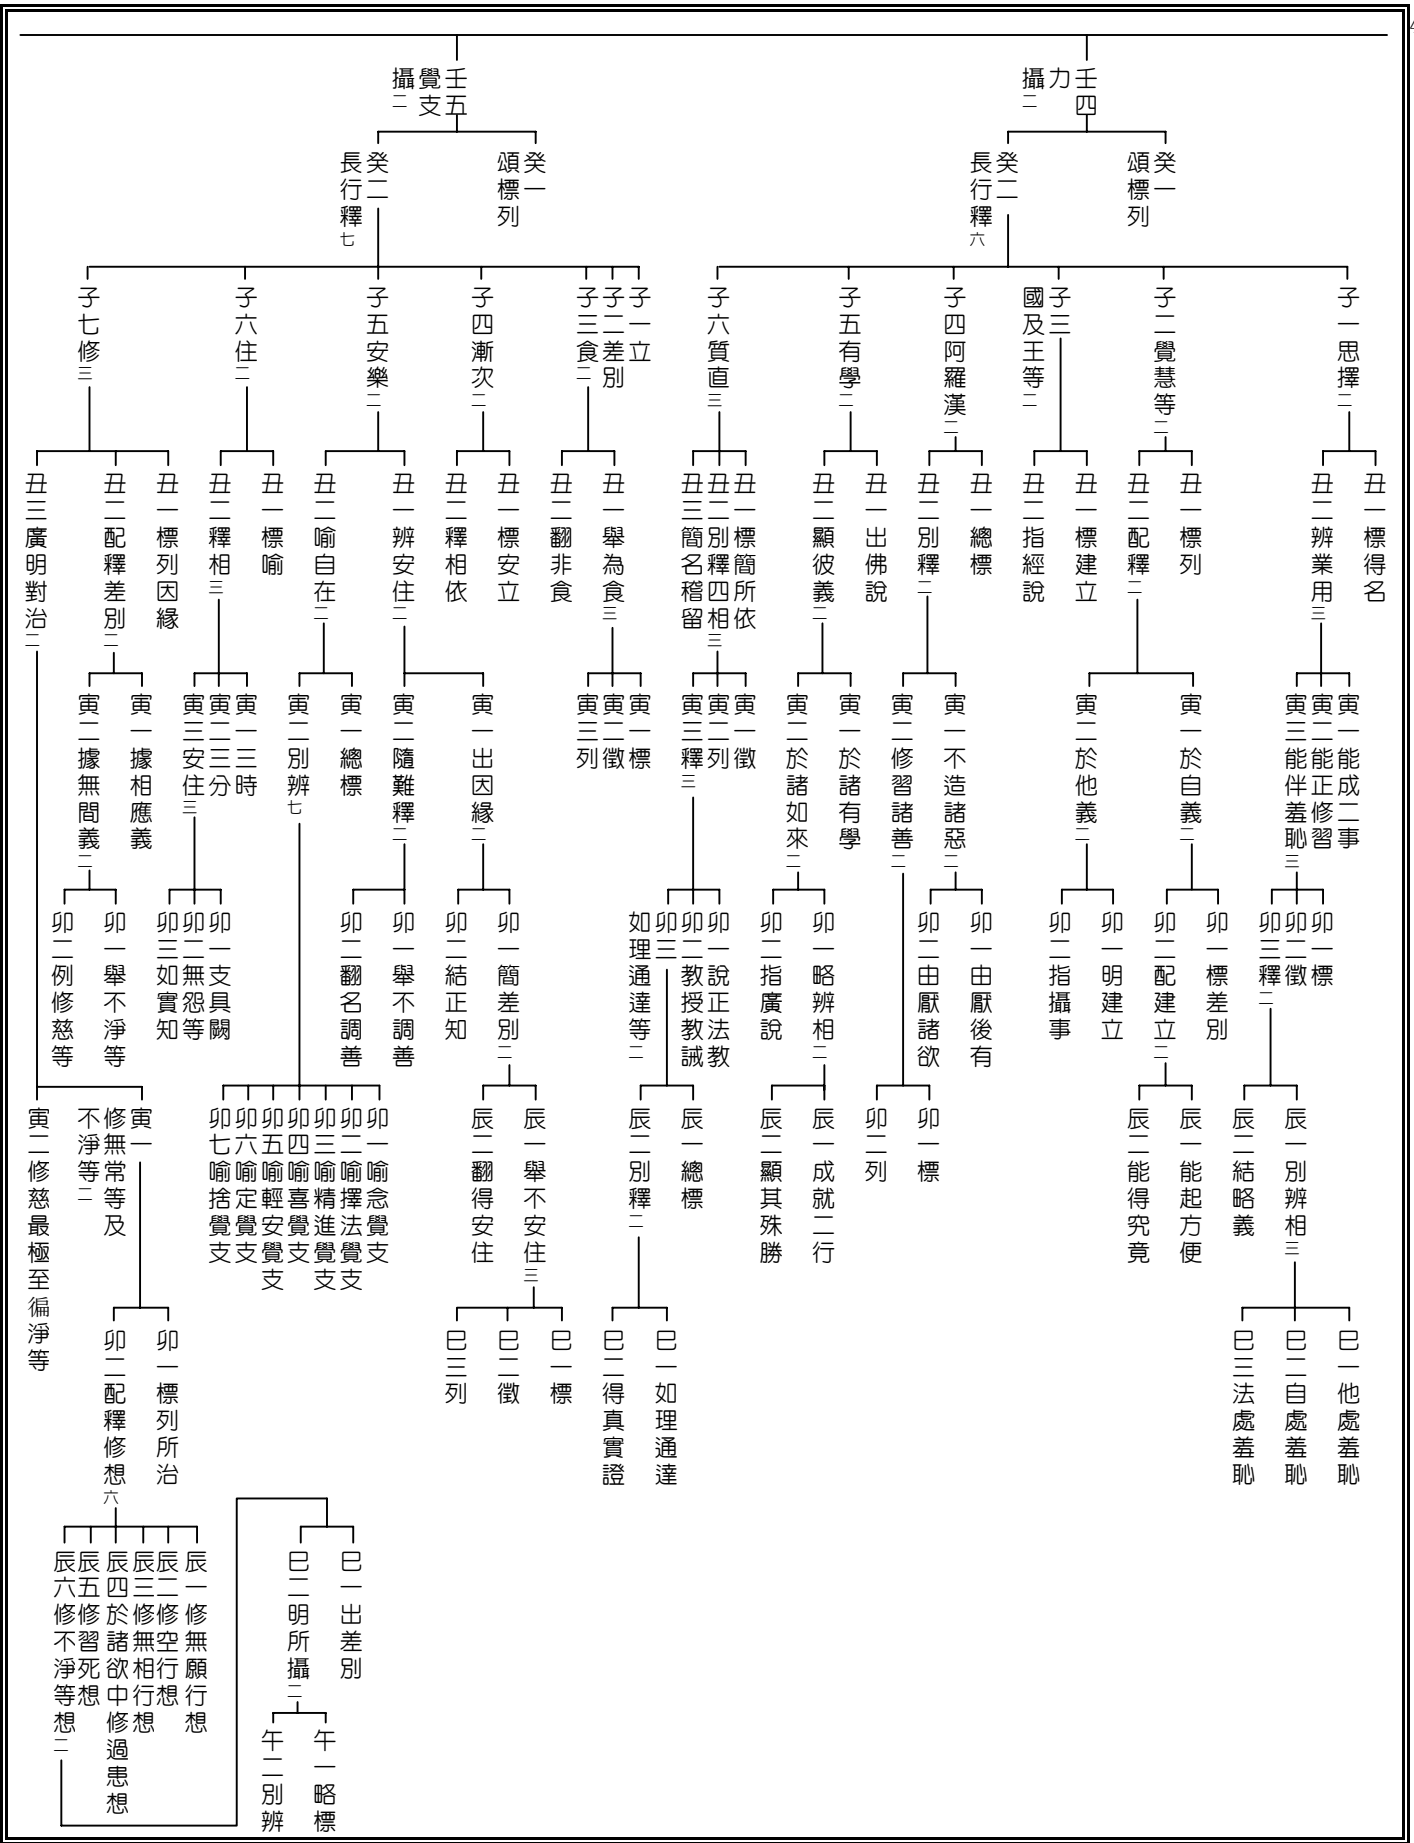 壬四
力
攝二
癸一
頌標列
癸二
長行釋六
子一思擇二
丑一標得名
丑二辨業用三
寅一能成二事
寅二能正修習
寅三能伴羞恥三
卯一標
卯二徵
卯三釋二
辰一別辨相三
巳一他處羞恥
巳二自處羞恥
巳三法處羞恥
辰二結略義
子二覺慧等二
丑一標列
丑二配釋二
寅一於自義二
卯一標差別
卯二配建立二
辰一能起方便
辰二能得究竟
寅二於他義二
卯一明建立
卯二指攝事
子三
國及王等二
丑一標建立
丑二指經說
子四阿羅漢二
丑一總標
丑二別釋二
寅一不造諸惡二
卯一由厭後有
卯二由厭諸欲
寅二修習諸善二
卯一標
卯二列
子五有學二
丑一出佛說
丑二顯彼義二
寅一於諸有學
寅二於諸如來二
卯一略辨相二
辰一成就二行
辰二顯其殊勝
卯二指廣說
子六質直三
丑一標簡所依
丑二別釋四相三
寅一徵
寅二列
寅三釋三
卯一說正法教
卯二教授教誡
卯三
如理通達等二
辰一總標
辰二別釋二
巳一如理通達
巳二得真實證
丑三簡名稽留
壬五
覺支
攝二
癸一
頌標列
癸二
長行釋七
子一立
子二差別
子三食二
丑一舉為食三
寅一標
寅二徵
寅三列
丑二翻非食
子四漸次二
丑一標安立
丑二釋相依
子五安樂二
丑一辨安住二
寅一出因緣二
卯一簡差別二
辰一舉不安住三
巳一標
巳二徵
巳三列
辰二翻得安住
卯二結正知
寅二隨難釋二
卯一舉不調善
卯二翻名調善
丑二喻自在二
寅一總標
寅二別辨七
卯一喻念覺支
卯二喻擇法覺支
卯三喻精進覺支
卯四喻喜覺支
卯五喻輕安覺支
卯六喻定覺支
卯七喻捨覺支
子六住二
丑一標喻
丑二釋相三
寅一三時
寅二三分
寅三安住三
卯一支具闕
卯二無怨等
卯三如實知
子七修三
丑一標列因緣
丑二配釋差別二
寅一據相應義
寅二據無間義二
卯一舉不淨等
卯二例修慈等
丑三廣明對治二
寅一
修無常等及
不淨等二
卯一標列所治
卯二配釋修想六
辰一修無願行想
辰二修空行想
辰三修無相行想
辰四於諸欲中修過患想
辰五修習死想
辰六修不淨等想二
巳一出差別
巳二明所攝二
午一略標
午二別辨
寅二修慈最極至徧淨等